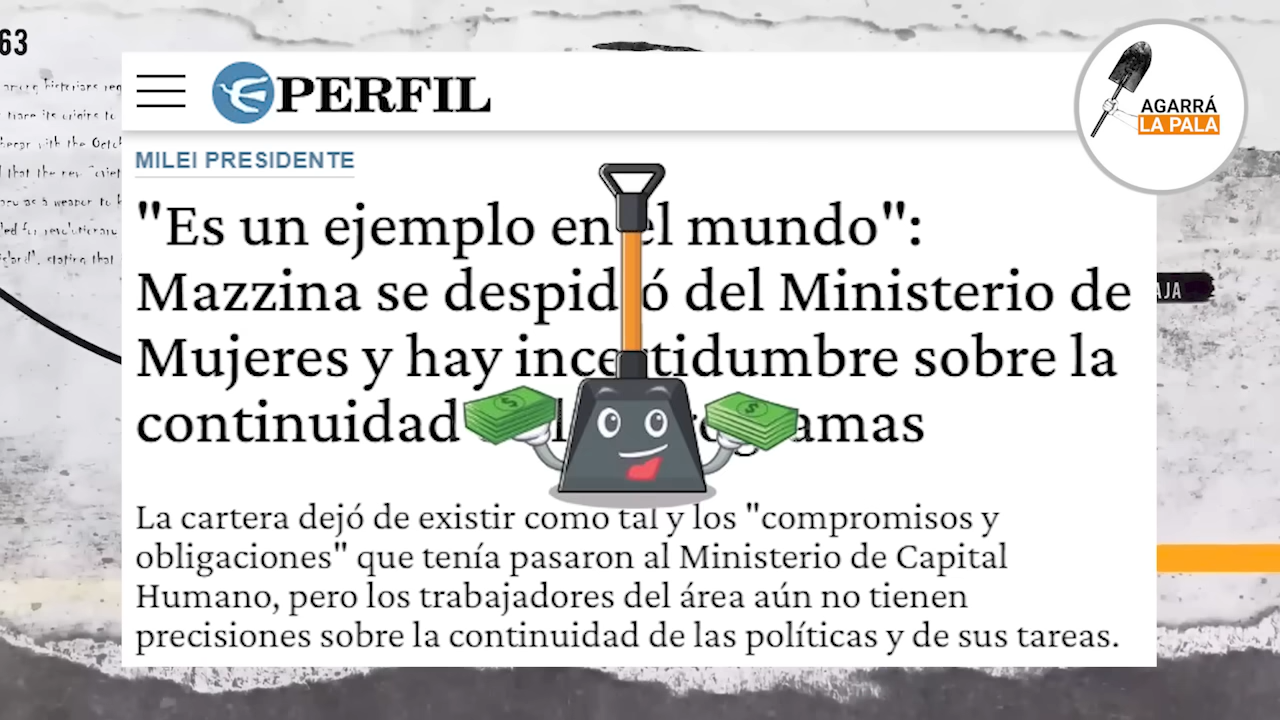 63
PERFIL
AGARRÁ
LA PALA
MILEI PRESIDENTE
"Es un ejemplo en el mundo":
Mazzina se despidió del Ministerio de
Mujeres y hay incertidumbre sobre la
continuidad
La cartera dejó de existir como tal y los "compromisos y
obligaciones" que tenía pasaron al Ministerio de Capital
Humano, pero los trabajadores del área aún no tienen
precisiones sobre la continuidad de las políticas y de sus tareas.